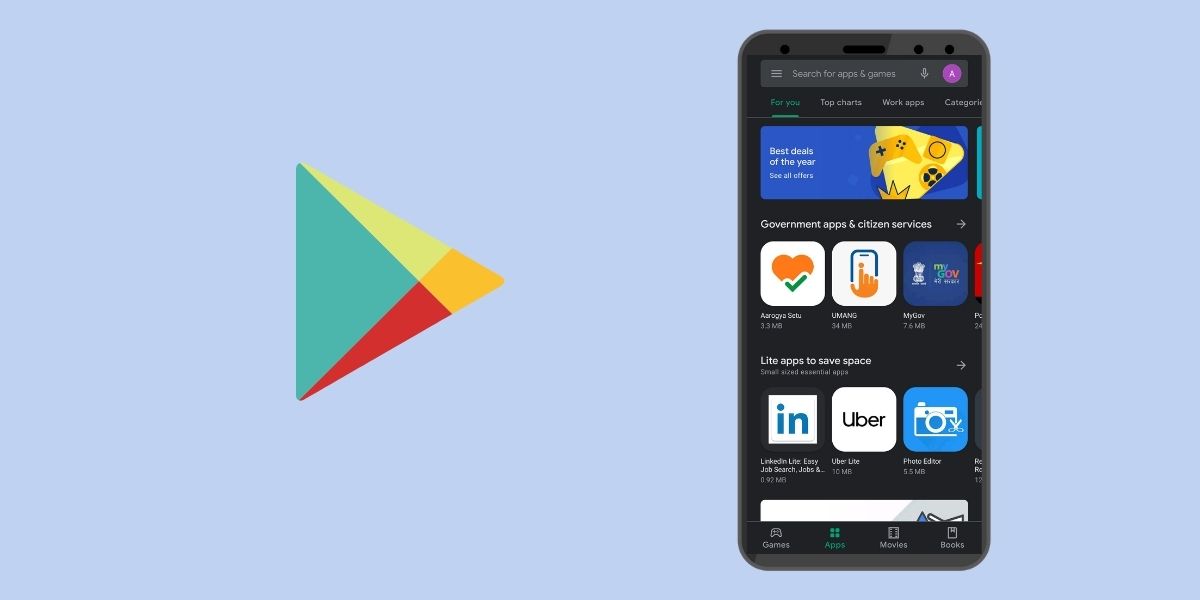 Search for apps & games
A
For you
Top charts
Work apps
Categorie
Best deals
of the year
See all offers
Government apps & citizen services
my
GOV
मेरी सरकार
Aarogya Setu
3.3 MB
UMANG
34 MB
MyGov
7.6 MB
Po
24
Lite apps to save space
Small sized essential apps
in
Uber
LinkedIn Lite: Easy
Job Search, Jobs &...
0.92 MB
Uber Lite
10 MB
Photo Editor
5.5 MB
Re
Ro
12
Games
Apps
Movies
Books